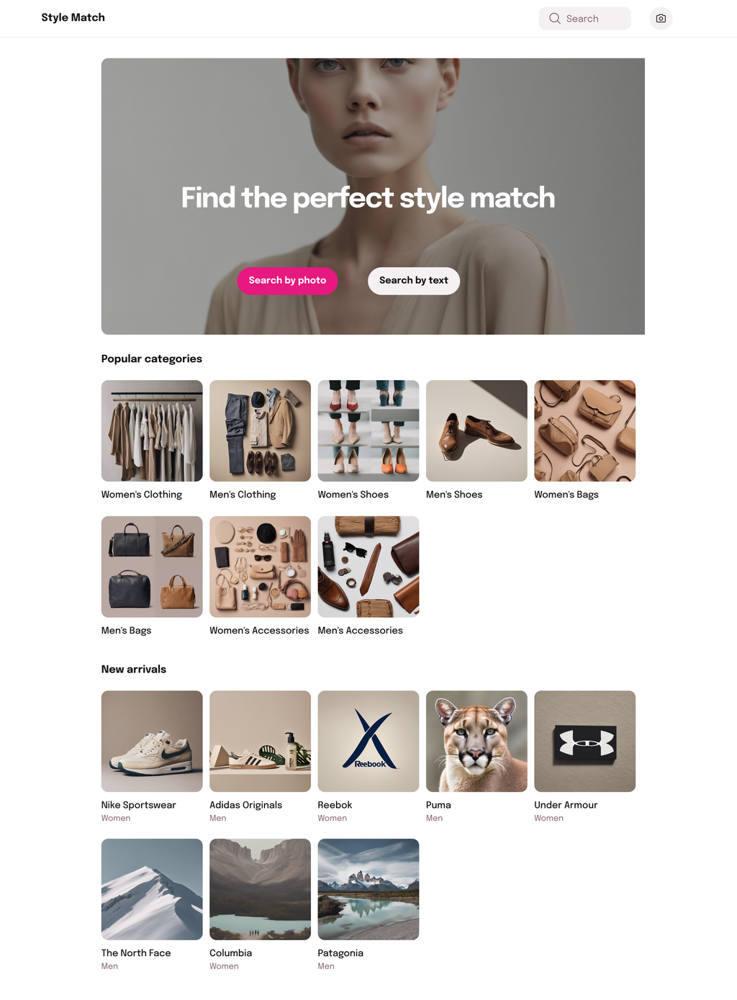 Style Match
Search
Find the perfect style match
Search by photo
Search by text
Popular categories
Women's Clothing
Men's Clothing
Women's Shoes
Men's Shoes
Women's Bags
Men's Bags
Women's Accessories
Men's Accessories
New arrivals
Reebook
Nike Sportswear
Women
Adidas Originals
Men
Reebok
Women
Puma
Men
Under Armour
Women
The North Face
Men
Columbia
Women
Patagonia
Men